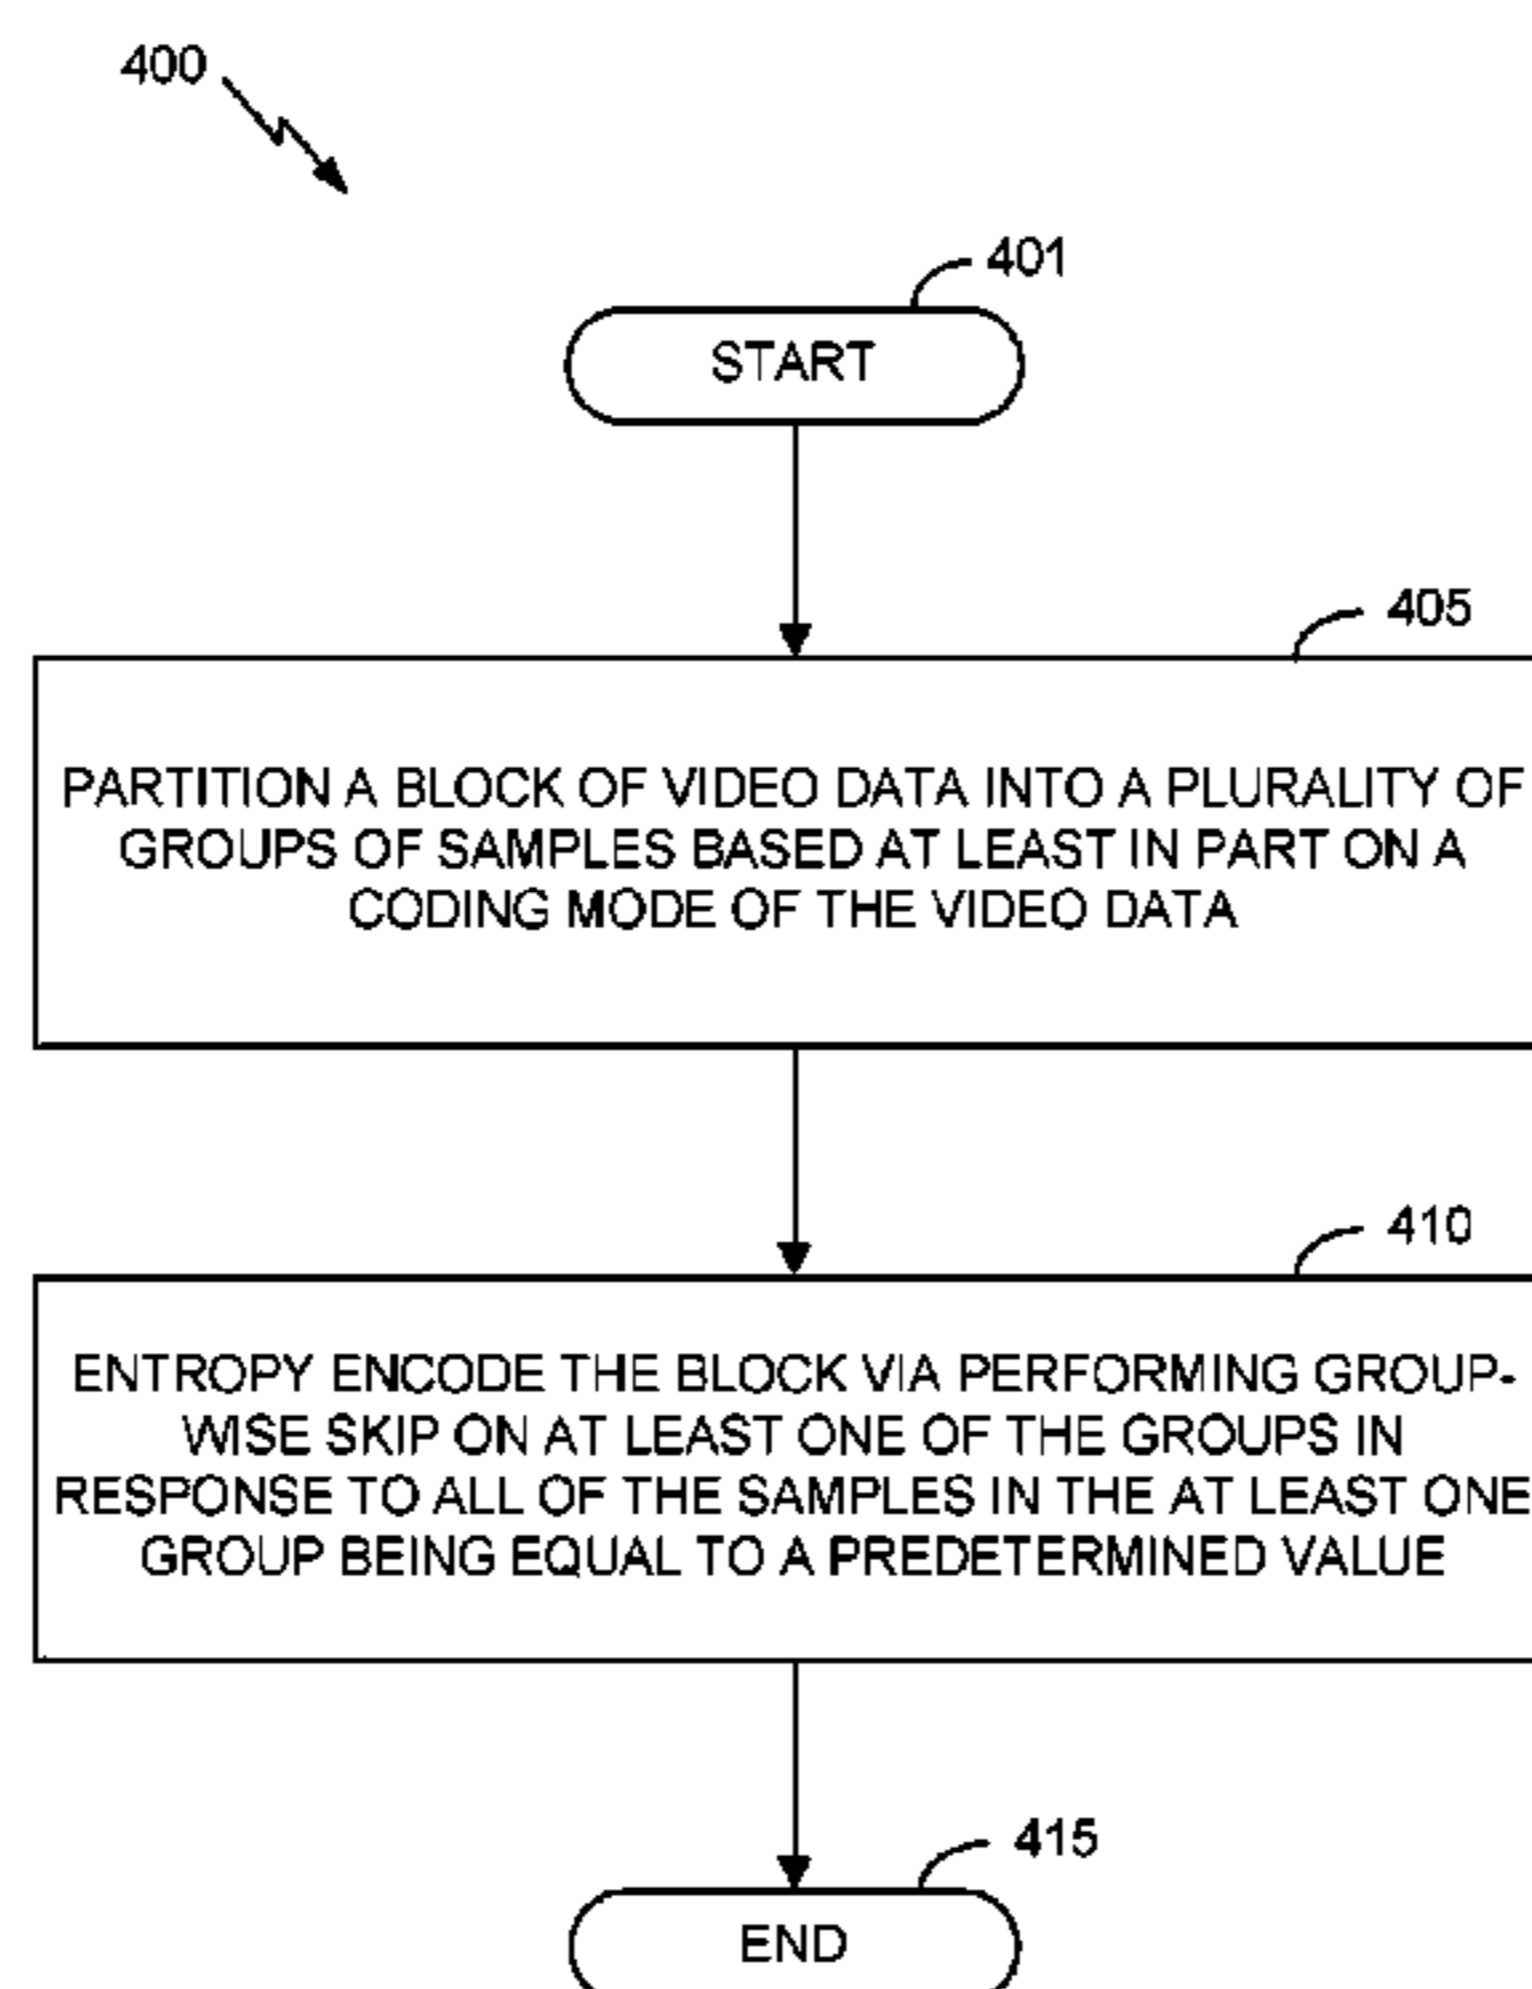 400
401
START
405
PARTITION A BLOCK OF VIDEO DATA INTO A PLURALITY OF
GROUPS OF SAMPLES BASED AT LEAST IN PART ON A
CODING MODE OF THE VIDEO DATA
410
ENTROPY ENCODE THE BLOCK VIA PERFORMING GROUP-
WISE SKIP ON AT LEAST ONE OF THE GROUPS IN
RESPONSE TO ALL OF THE SAMPLES IN THE AT LEAST ONE
GROUP BEING EQUAL TO A PREDETERMINED VALUE
415
END